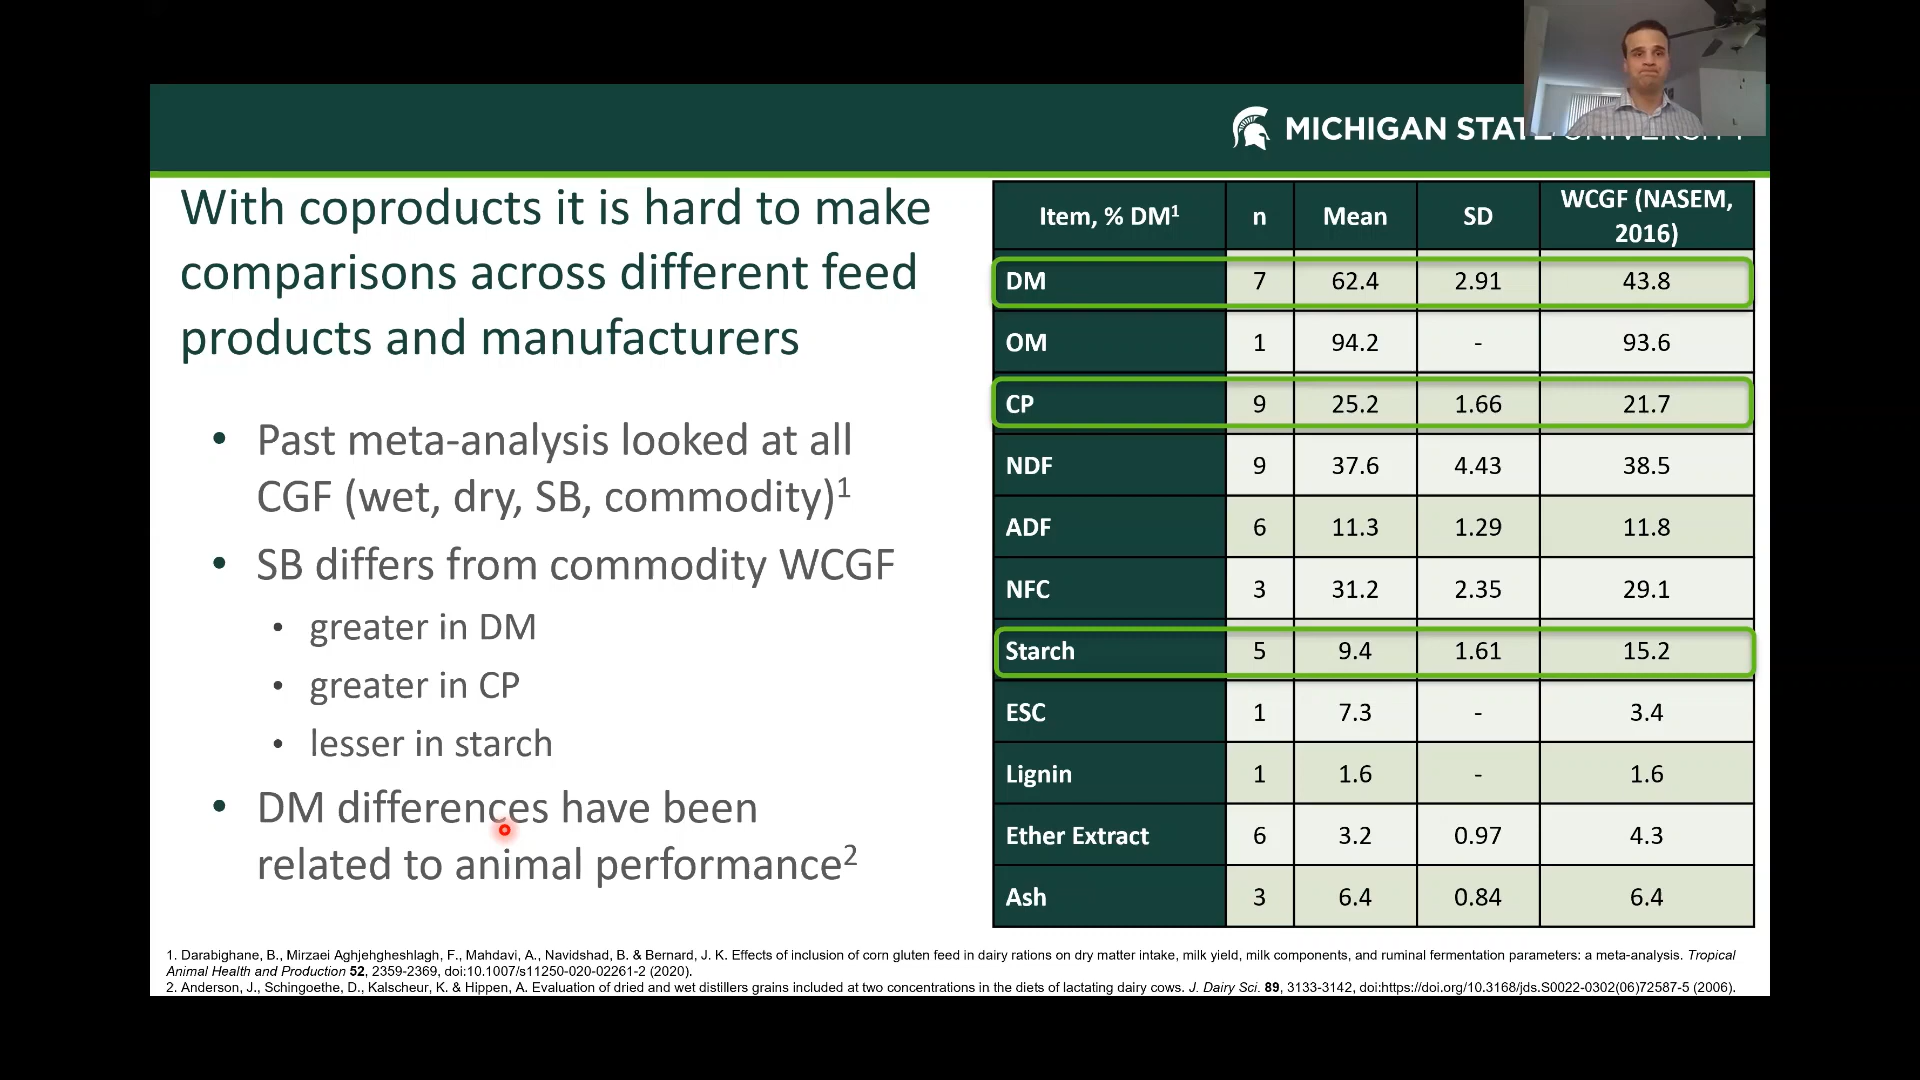 MICHIGAN STATE UNIVERSITY
With coproducts it is hard to make
comparisons across different feed
products and manufacturers
• Past meta-analysis looked at all
CGF (wet, dry, SB, commodity)¹
• SB differs from commodity WCGF
• greater in DM
• greater in CP
• lesser in starch
• DM differences have been
related to animal performance²
Item, % DM¹ n Mean SD WCGF (NASEM,
2016)
DM 7 62.4 2.91 43.8
OM 1 94.2 - 93.6
CP 9 25.2 1.66 21.7
NDF 9 37.6 4.43 38.5
ADF 6 11.3 1.29 11.8
NFC 3 31.2 2.35 29.1
Starch 5 9.4 1.61 15.2
ESC 1 7.3 - 3.4
Lignin 1 1.6 - 1.6
Ether Extract 6 3.2 0.97 4.3
Ash 3 6.4 0.84 6.4
1. Darabighane, B., Mirzaei Aghjehgheshlagh, F., Mahdavi, A., Navidshad, B. & Bernard, J. K. Effects of inclusion of corn gluten feed in dairy rations on dry matter intake, milk yield, milk components, and ruminal fermentation parameters: a meta-analysis. Tropical
Animal Health and Production 52, 2359-2369, doi:10.1007/s11250-020-02261-2 (2020).
2. Anderson, J., Schingoethe, D., Kalscheur, K. & Hippen, A. Evaluation of dried and wet distillers grains included at two concentrations in the diets of lactating dairy cows. J. Dairy Sci. 89, 3133-3142, doi:https://doi.org/10.3168/jds.S0022-0302(06)72587-5 (2006).